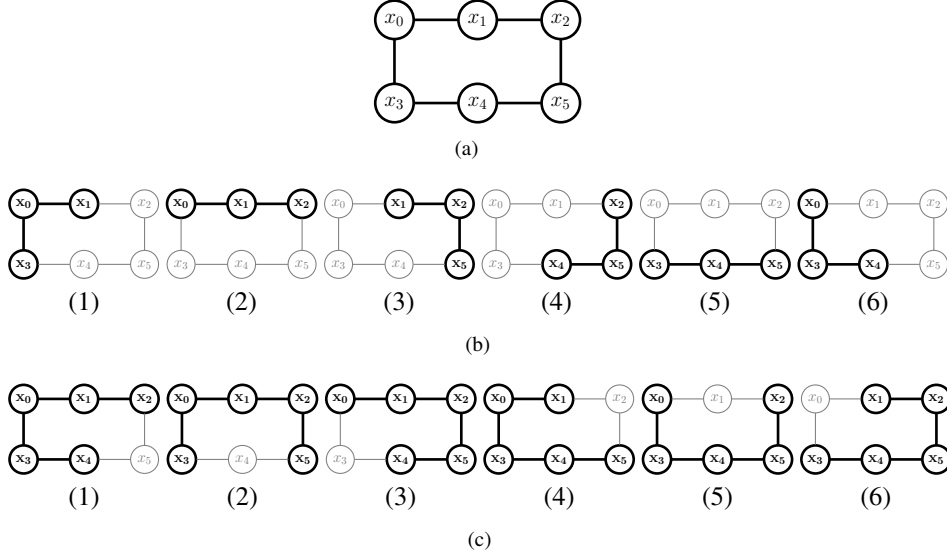 x₀ x₁ x₂
x₃ x₄ x₅
(a)
x₀ x₁ x₂ x₀ x₁ x₂ x₀ x₁ x₂ x₀ x₁ x₂ x₀ x₁ x₂ x₀ x₁ x₂
x₃ x₄ x₅ x₃ x₄ x₅ x₃ x₄ x₅ x₃ x₄ x₅ x₃ x₄ x₅ x₃ x₄ x₅
(1) (2) (3) (4) (5) (6)
(b)
x₀ x₁ x₂ x₀ x₁ x₂ x₀ x₁ x₂ x₀ x₁ x₂ x₀ x₁ x₂ x₀ x₁ x₂
x₃ x₄ x₅ x₃ x₄ x₅ x₃ x₄ x₅ x₃ x₄ x₅ x₃ x₄ x₅ x₃ x₄ x₅
(1) (2) (3) (4) (5) (6)
(c)